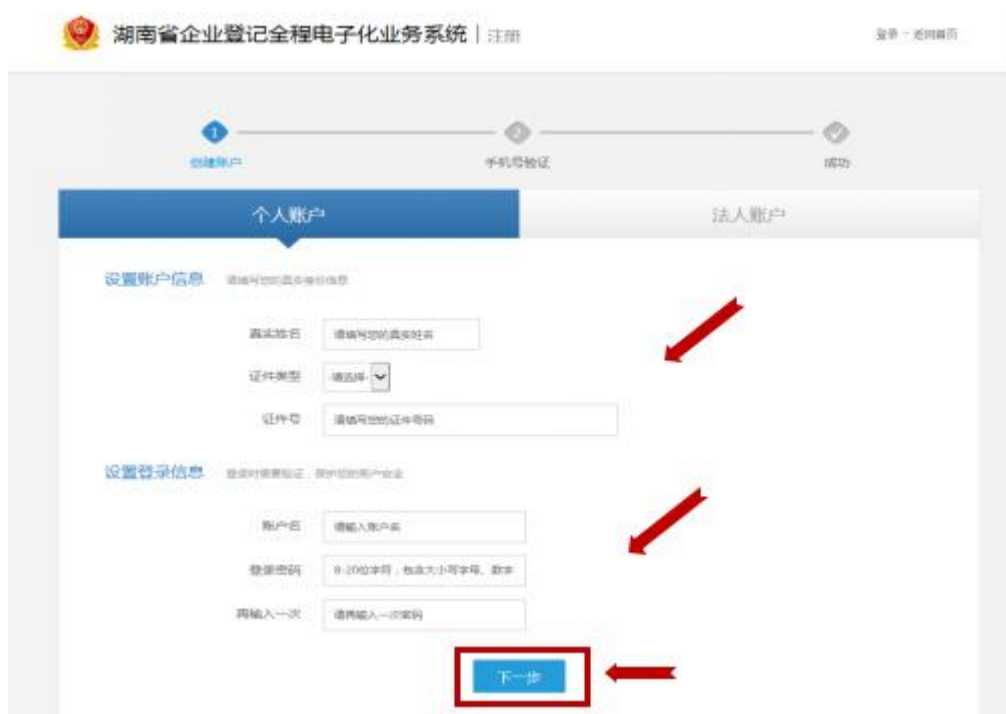 湖南省企业登记全程电子化业务系统 | 注册
登录 - 返回首页
1
2
创建账户
手机号验证
成功
个人账户
法人账户
设置账户信息 请填写您的真实身份信息
真实姓名 请填写您的真实姓名
证件类型 -请选择-
证件号 请填写您的证件号码
设置登录信息 登录时需要验证，保护您的账户安全
账户名 请输入账户名
登录密码 8-20位字符，包含大小写字母、数字
再输入一次 请再输入一次密码
下一步